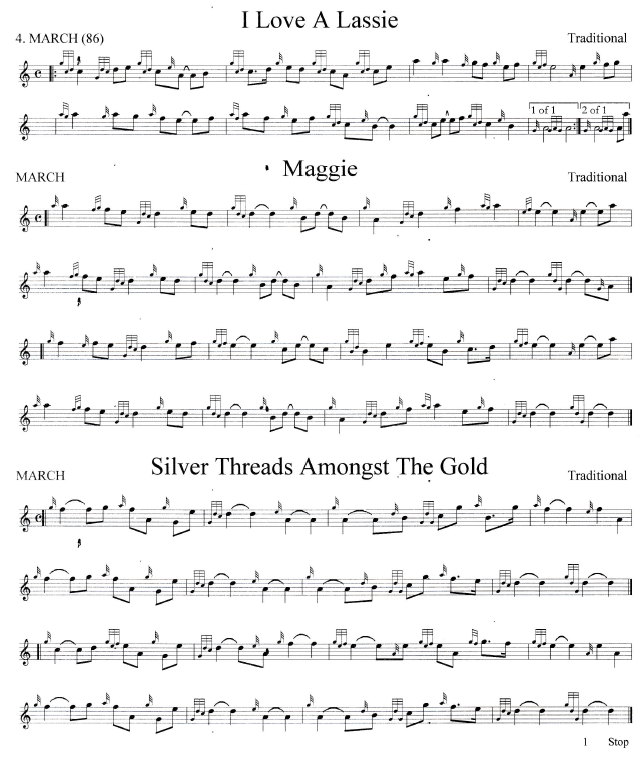 I Love A Lassie
4. MARCH (86) Traditional
1 of 1 2 of 1
Maggie
MARCH Traditional
Silver Threads Amongst The Gold
MARCH Traditional
1 Stop